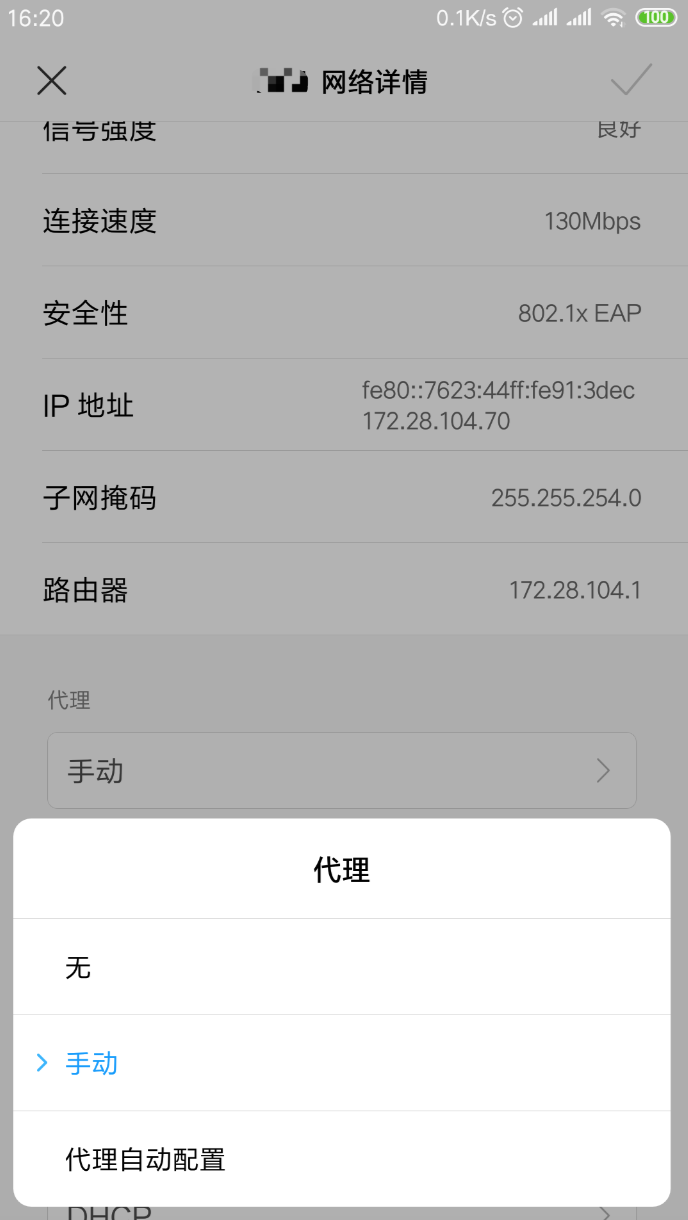 16:20
0.1K/s
100
网络详情
信号强度
良好
连接速度
130Mbps
安全性
802.1x EAP
IP 地址
fe80::7623:44ff:fe91:3dec
172.28.104.70
子网掩码
255.255.254.0
路由器
172.28.104.1
代理
手动
代理
无
手动
代理自动配置
DHCP